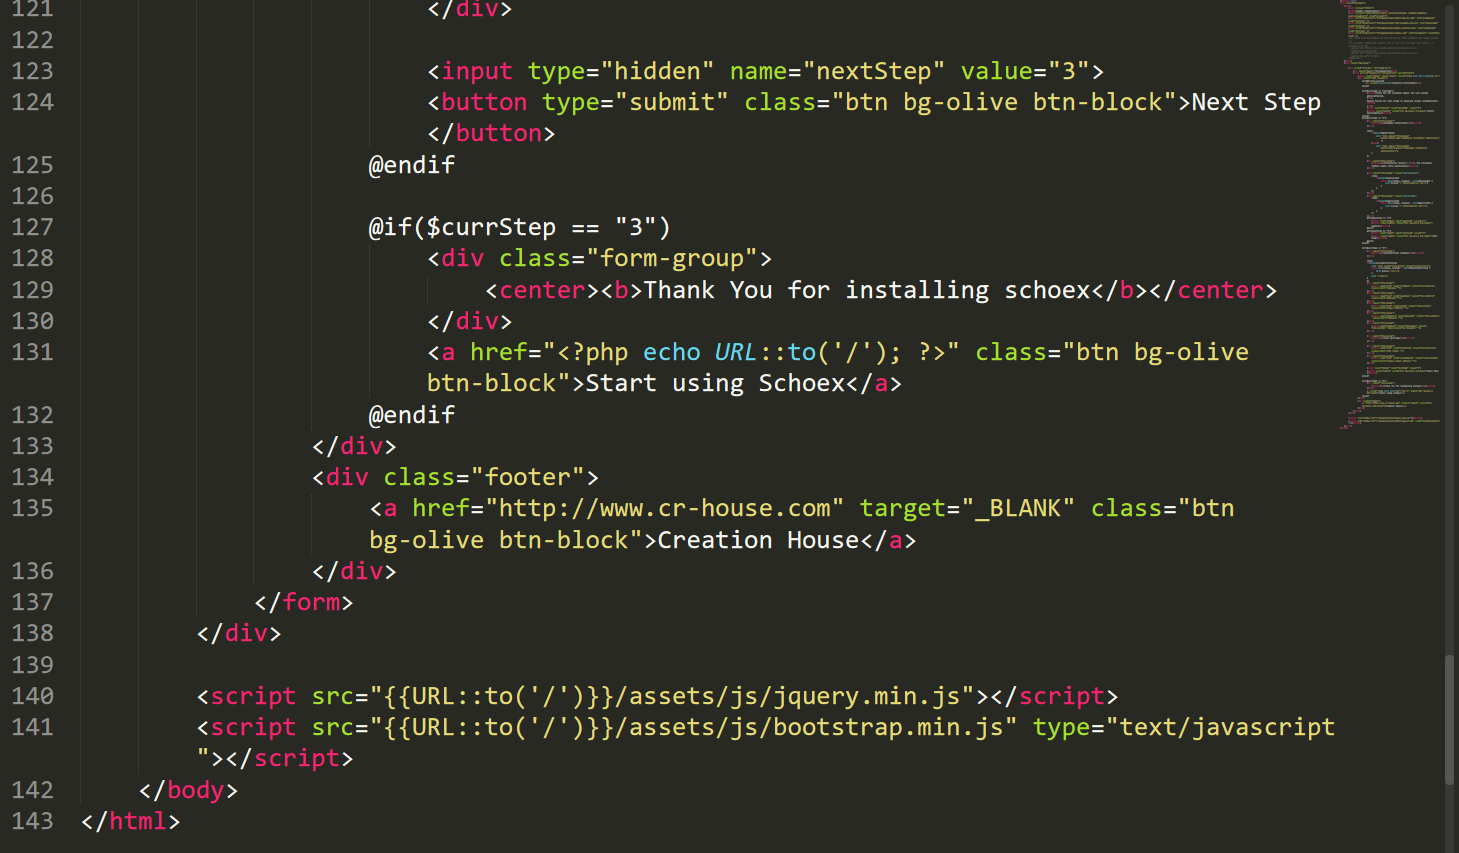 121 </div>
122
123 <input type="hidden" name="nextStep" value="3">
124 <button type="submit" class="btn bg-olive btn-block">Next Step
</button>
125 @endif
126
127 @if($currStep == "3")
128 <div class="form-group">
129 <center><b>Thank You for installing schoex</b></center>
130 </div>
131 <a href="<?php echo URL::to('/'); ?>" class="btn bg-olive
btn-block">Start using Schoex</a>
132 @endif
133 </div>
134 <div class="footer">
135 <a href="http://www.cr-house.com" target="_BLANK" class="btn
bg-olive btn-block">Creation House</a>
136 </div>
137 </form>
138 </div>
139
140 <script src="{{URL::to('/')}}/assets/js/jquery.min.js"></script>
141 <script src="{{URL::to('/')}}/assets/js/bootstrap.min.js" type="text/javascript
"></script>
142 </body>
143 </html>